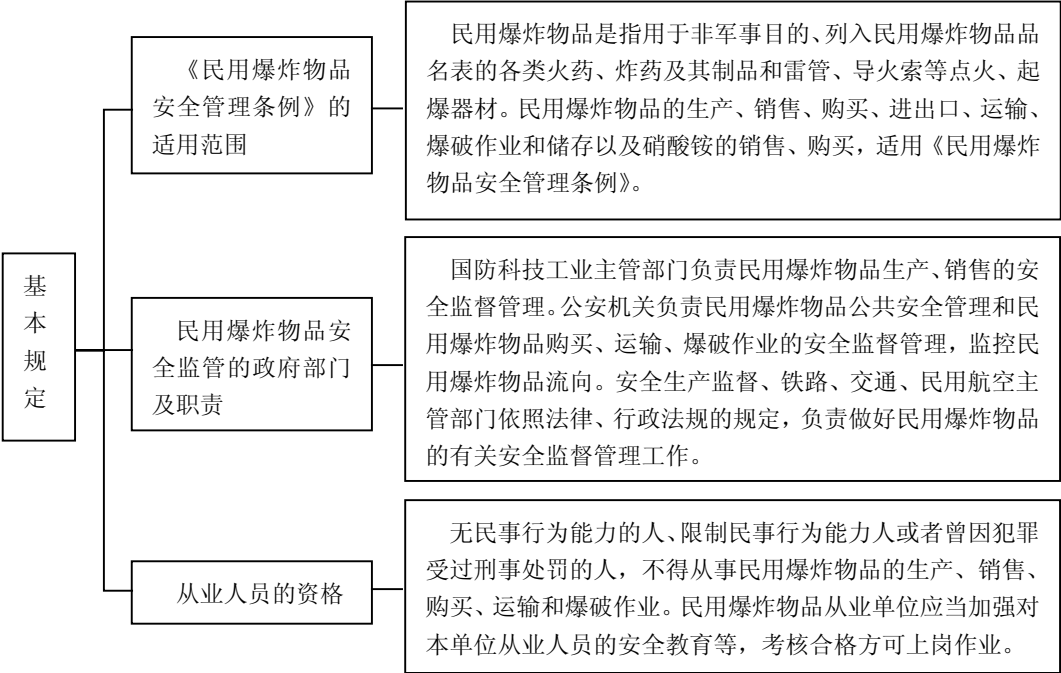 基
本
规
定
《民用爆炸物品
安全管理条例》的
适用范围
民用爆炸物品是指用于非军事目的、列入民用爆炸物品品
名表的各类火药、炸药及其制品和雷管、导火索等点火、起
爆器材。民用爆炸物品的生产、销售、购买、进出口、运输、
爆破作业和储存以及硝酸铵的销售、购买，适用《民用爆炸
物品安全管理条例》。
民用爆炸物品安
全监管的政府部门
及职责
国防科技工业主管部门负责民用爆炸物品生产、销售的安
全监督管理。公安机关负责民用爆炸物品公共安全管理和民
用爆炸物品购买、运输、爆破作业的安全监督管理，监控民
用爆炸物品流向。安全生产监督、铁路、交通、民用航空主
管部门依照法律、行政法规的规定，负责做好民用爆炸物品
的有关安全监督管理工作。
从业人员的资格
无民事行为能力的人、限制民事行为能力人或者曾因犯罪
受过刑事处罚的人，不得从事民用爆炸物品的生产、销售、
购买、运输和爆破作业。民用爆炸物品从业单位应当加强对
本单位从业人员的安全教育等，考核合格方可上岗作业。